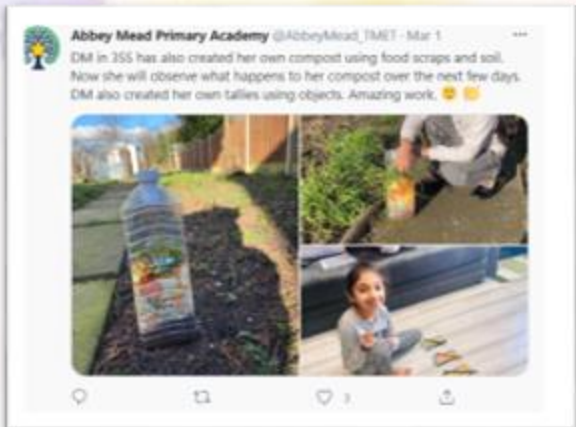 Abbey Mead Primary Academy @AbbeyMead_TMET · Mar 1
DM in 3SS has also created her own compost using food scraps and soil.
Now she will observe what happens to her compost over the next few days.
DM also created her own tallies using objects. Amazing work.
3